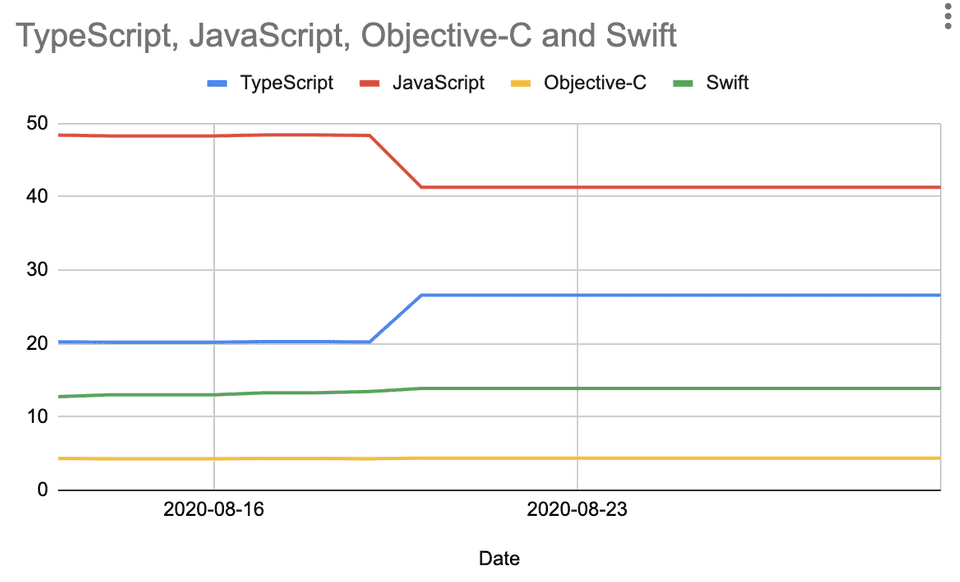 TypeScript, JavaScript, Objective-C and Swift
TypeScript JavaScript Objective-C Swift
50
40
30
20
10
0
2020-08-16 2020-08-23
Date